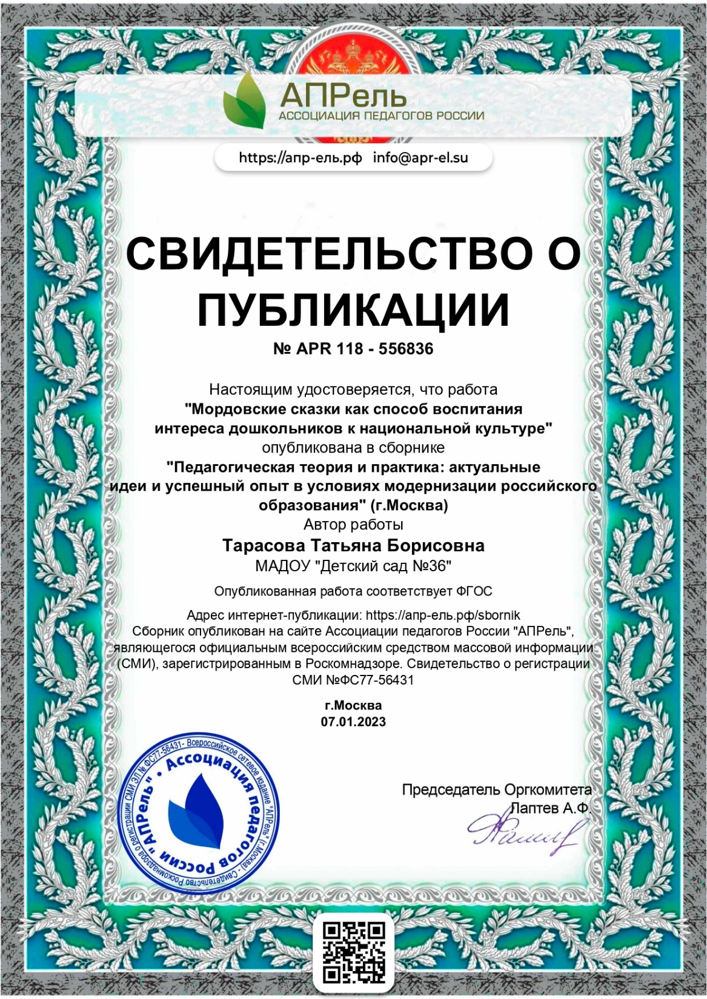 АПРель
АССОЦИАЦИЯ ПЕДАГОГОВ РОССИИ
https://апр-ель.рф info@apr-el.su
СВИДЕТЕЛЬСТВО О
ПУБЛИКАЦИИ
№ APR 118 - 556836
Настоящим удостоверяется, что работа
"Мордовские сказки как способ воспитания
интереса дошкольников к национальной культуре"
опубликована в сборнике
"Педагогическая теория и практика: актуальные
идеи и успешный опыт в условиях модернизации российского
образования" (г.Москва)
Автор работы
Тарасова Татьяна Борисовна
МАДОУ "Детский сад №36"
Опубликованная работа соответствует ФГОС
Адрес интернет-публикации: https://апр-ель.рф/sbornik
Сборник опубликован на сайте Ассоциации педагогов России "АПРель",
являющегося официальным всероссийским средством массовой информации
(СМИ), зарегистрированным в Роскомнадзоре. Свидетельство о регистрации
СМИ №ФС77-56431
г.Москва
07.01.2023
Всероссийское сетевое издание "АПРель" (г.Москва) - Свидетельство Роскомнадзора о регистрации СМИ ЭЛ № ФС77-56431-
Ассоциация педагогов России "АПРель" •
Председатель Оргкомитета
Лаптев А.Ф.